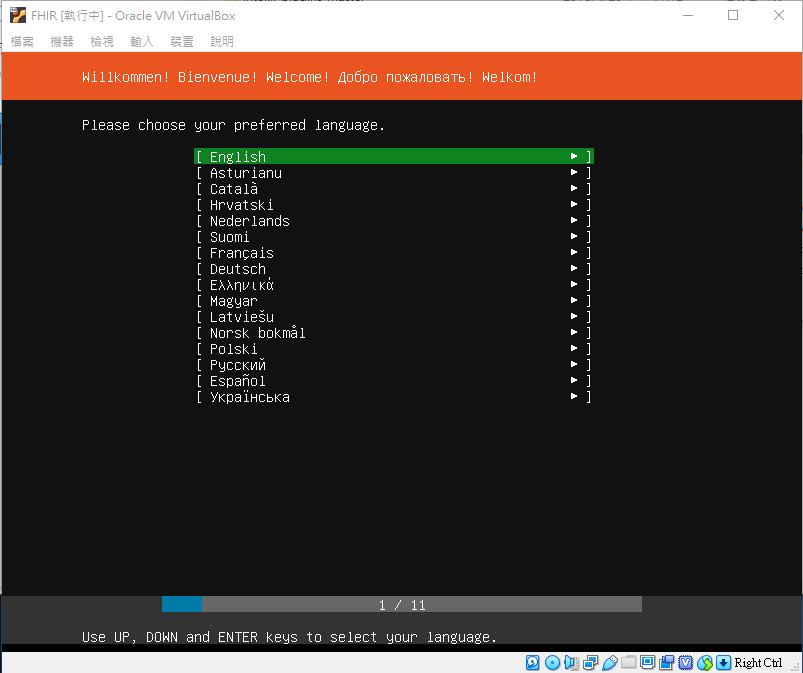 FHIR [執行中] - Oracle VM VirtualBox
檔案 機器 檢視 輸入 裝置 說明
Willkommen! Bienvenue! Welcome! Добро пожаловать! Welkom!
Please choose your preferred language.
[ English ► ]
[ Asturianu ► ]
[ Català ► ]
[ Hrvatski ► ]
[ Nederlands ► ]
[ Suomi ► ]
[ Français ► ]
[ Deutsch ► ]
[ Ελληνικά ► ]
[ Magyar ► ]
[ Latviešu ► ]
[ Norsk bokmål ► ]
[ Polski ► ]
[ Русский ► ]
[ Español ► ]
[ Українська ► ]
1 / 11
Use UP, DOWN and ENTER keys to select your language.
Right Ctrl